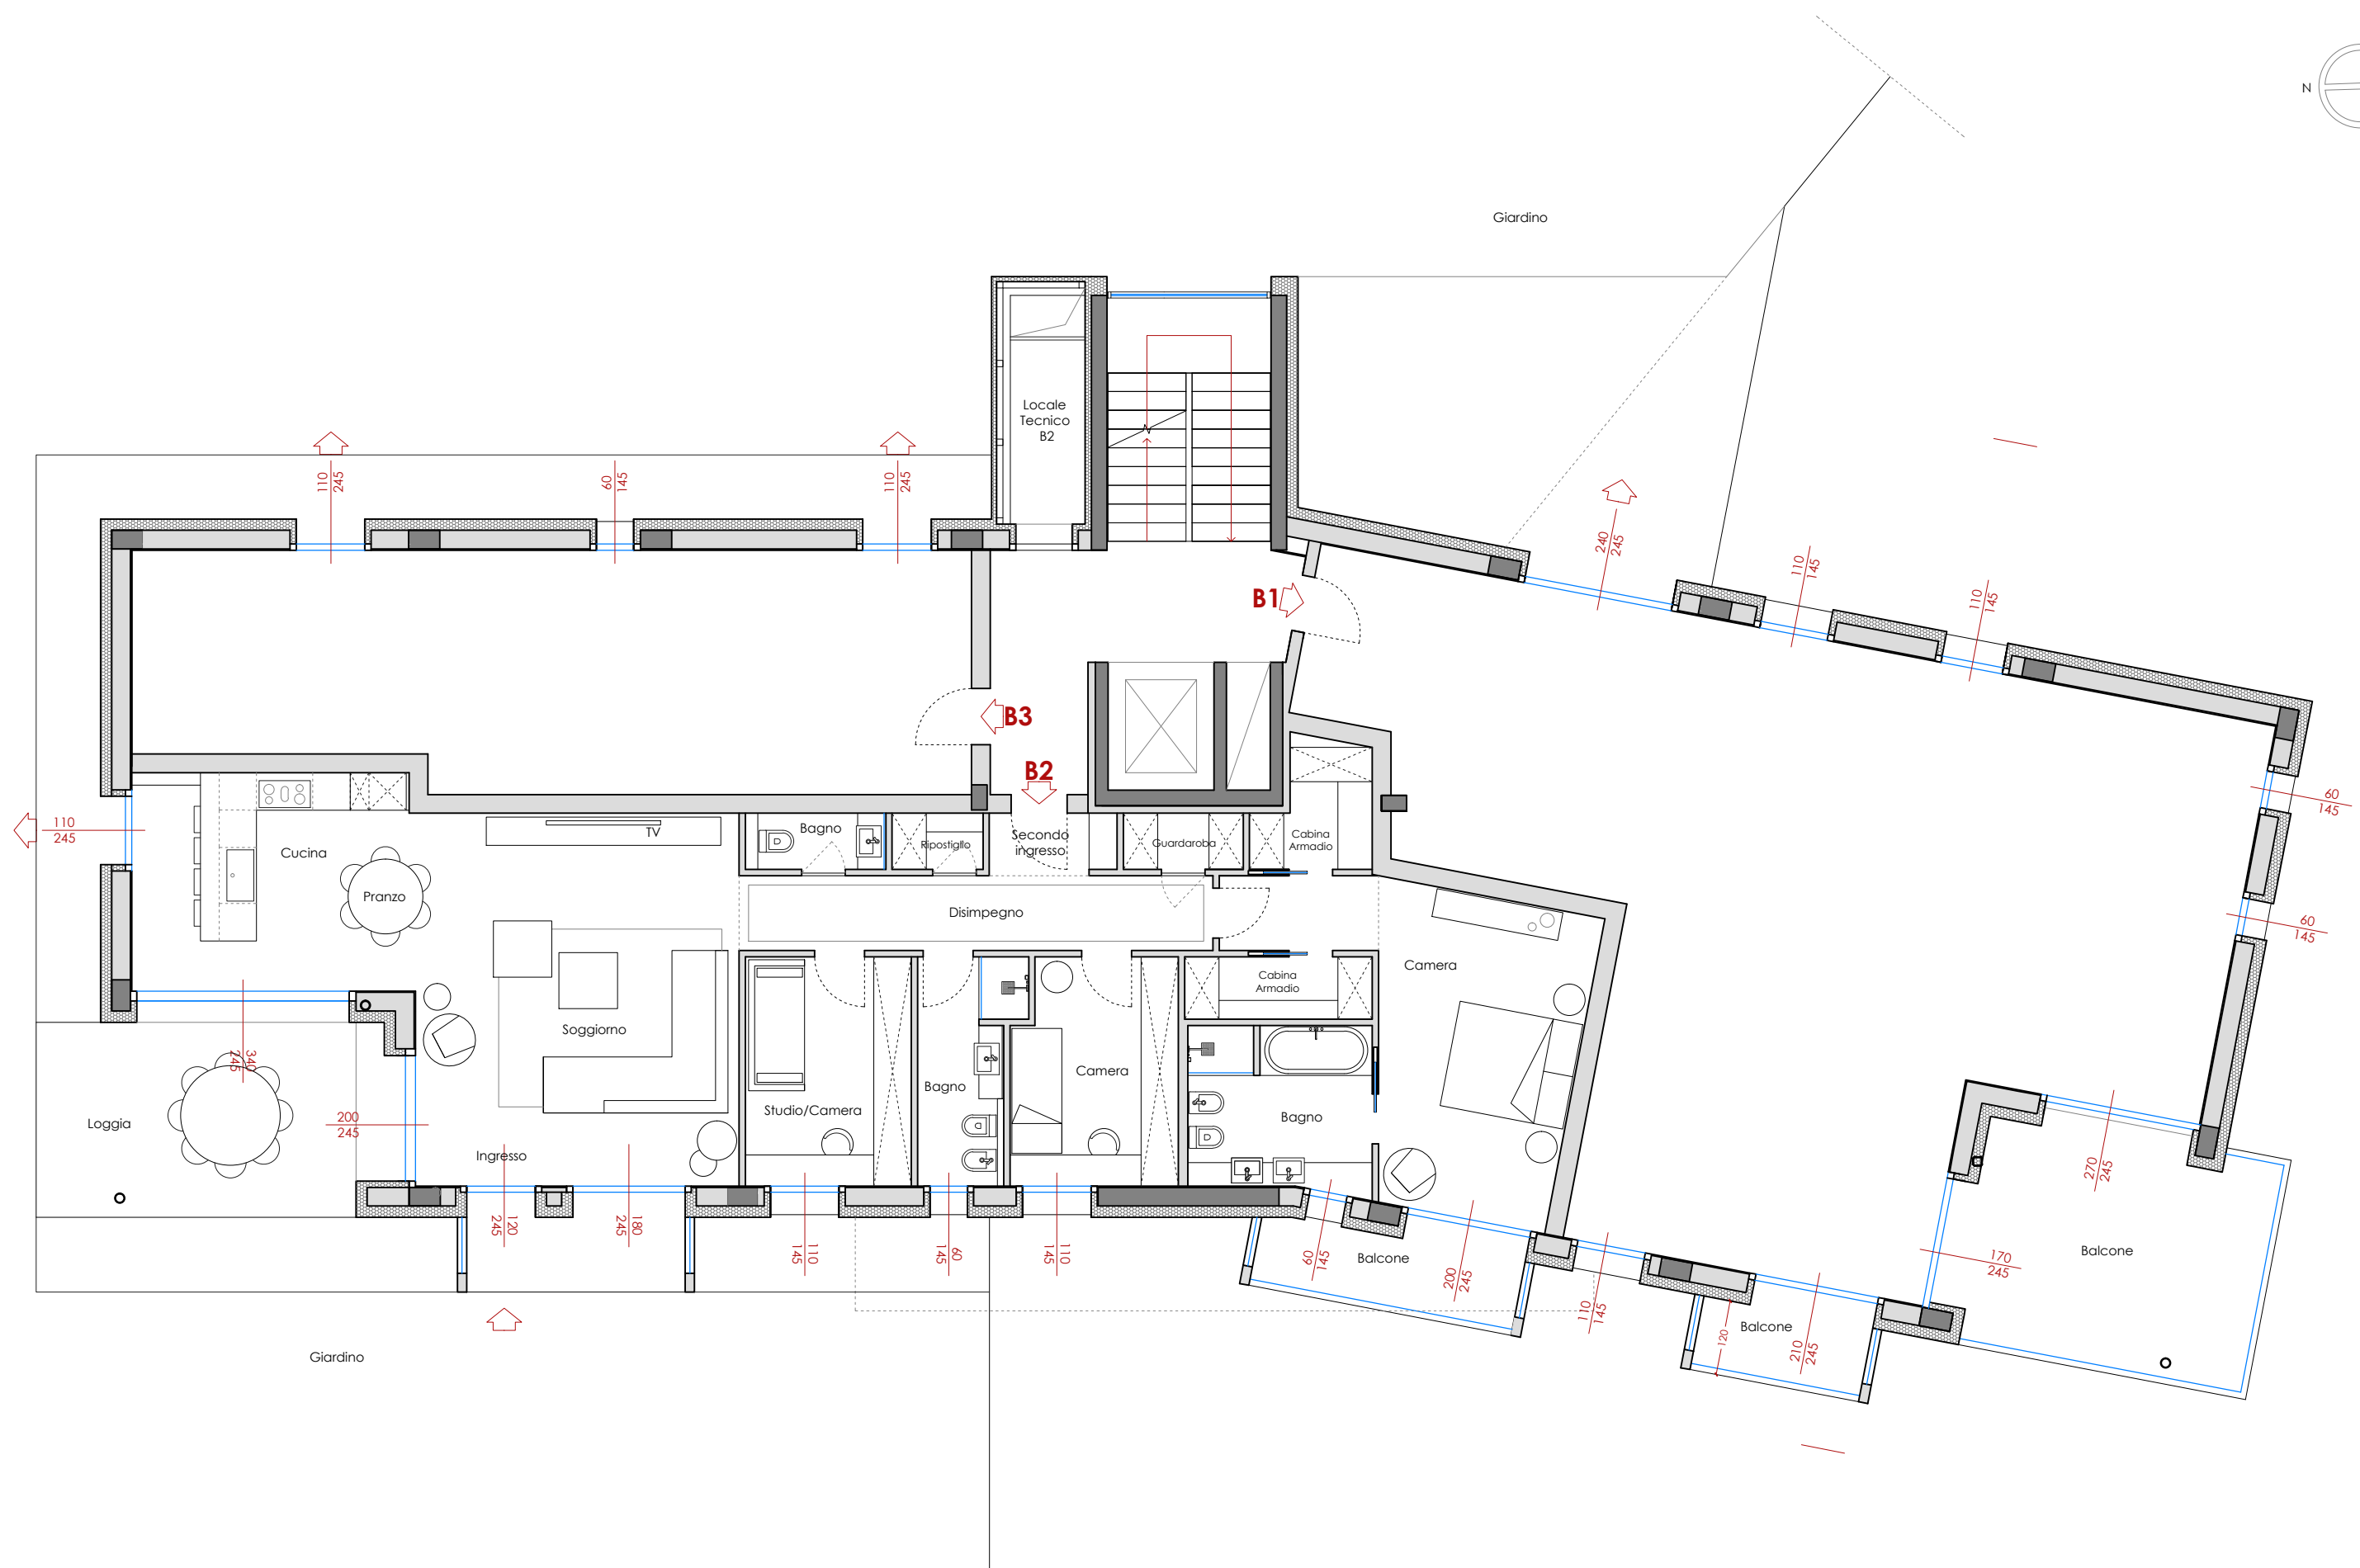 N
Giardino
Locale
Tecnico
B2
110
245
60
145
110
245
240
245
110
145
110
145
B1
B3
B2
60
145
110
245
TV
Bagno
Ripostigllo
Secondo
ingresso
Guardaroba
Cabina
Armadio
Cucina
Pranzo
Disimpegno
60
145
Camera
Cabina
Armadio
Soggiorno
340
245
Camera
Bagno
Studio/Camera
Bagno
Loggia
200
245
Ingresso
270
245
120
245
180
245
110
145
60
145
110
145
60
145
Balcone
200
245
110
145
170
245
Balcone
120
Balcone
210
245
Giardino